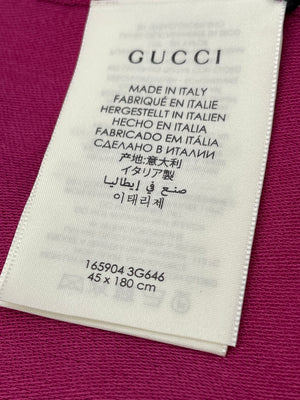 GUCCI
MADE IN ITALY
FABRIQUÉ EN ITALIE
HERGESTELLT IN ITALIEN
HECHO EN ITALIA
FABRICADO EM ITÁLIA
СДЕЛАНО В ИТАЛИИ
产地:意大利
イタリア製
صنع في إيطاليا
이태리제
165904 3G646
45 x 180 cm